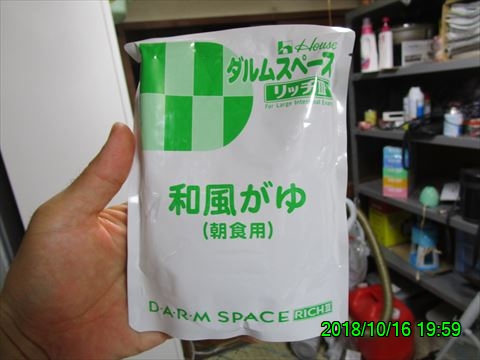 House
ダルムスペース
リッチⅢ
For Large Intestinal Exam
和風がゆ
(朝食用)
D·A·R·M SPACE RICHⅢ
2018/10/16 19:59